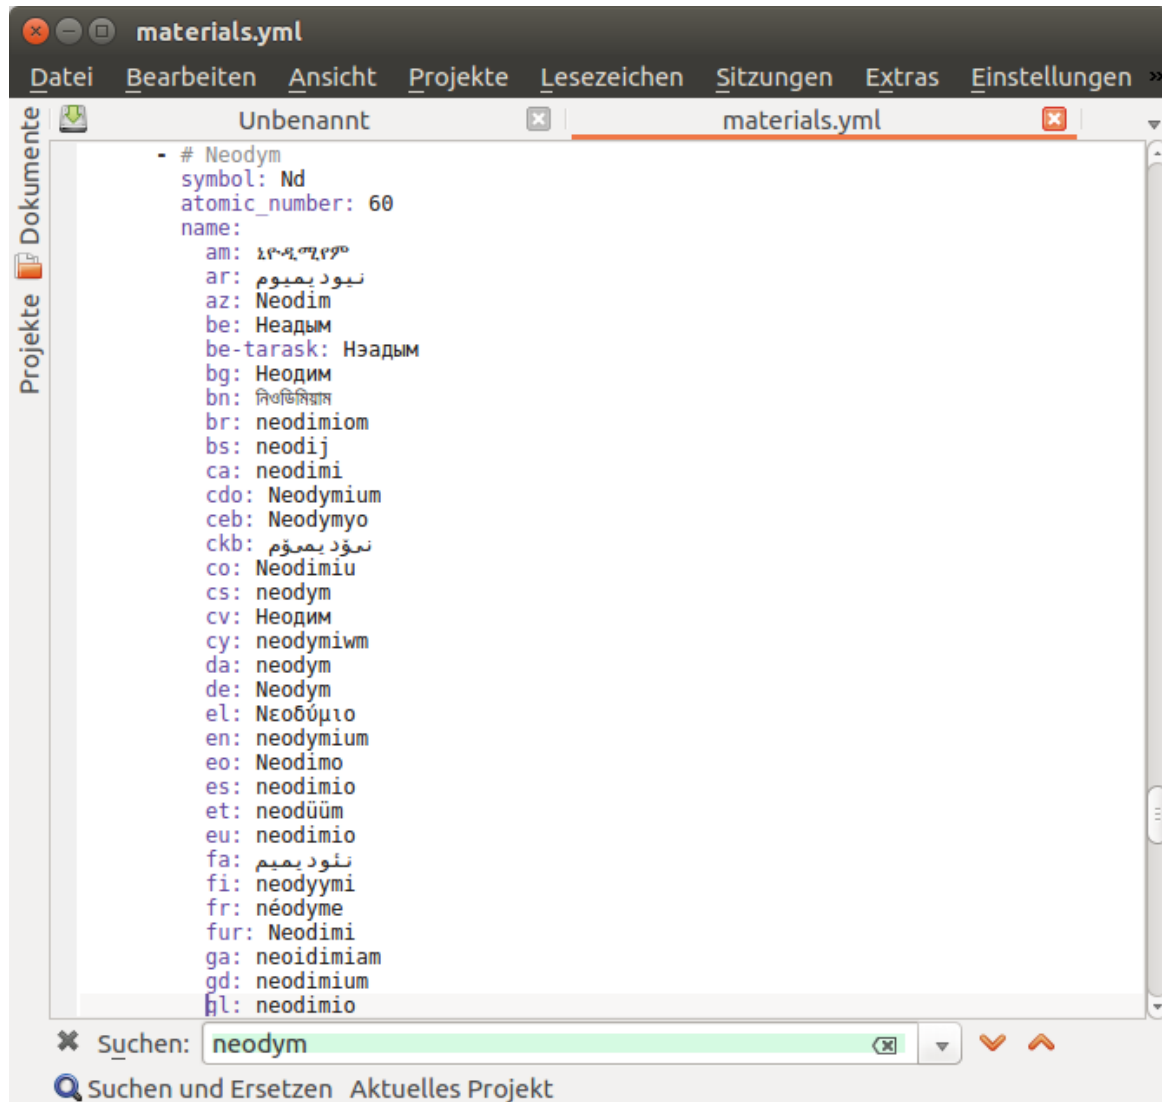 materials.yml
Datei Bearbeiten Ansicht Projekte Lesezeichen Sitzungen Extras Einstellungen »
Unbenannt materials.yml
Dokumente
Projekte
- # Neodym
symbol: Nd
atomic_number: 60
name:
am: ኒዮዲሚየም
ar: نيوديميوم
az: Neodim
be: Неадым
be-tarask: Нэадым
bg: Неодим
bn: নিওডিমিয়াম
br: neodimiom
bs: neodij
ca: neodimi
cdo: Neodymium
ceb: Neodymyo
ckb: نیۆدیمیۆم
co: Neodimiu
cs: neodym
cv: Неодим
cy: neodymiwm
da: neodym
de: Neodym
el: Νεοδύμιο
en: neodymium
eo: Neodimo
es: neodimio
et: neodüüm
eu: neodimio
fa: نئودیمیم
fi: neodyymi
fr: néodyme
fur: Neodimi
ga: neoidimiam
gd: neodimium
gl: neodimio
Suchen: neodym
Suchen und Ersetzen Aktuelles Projekt